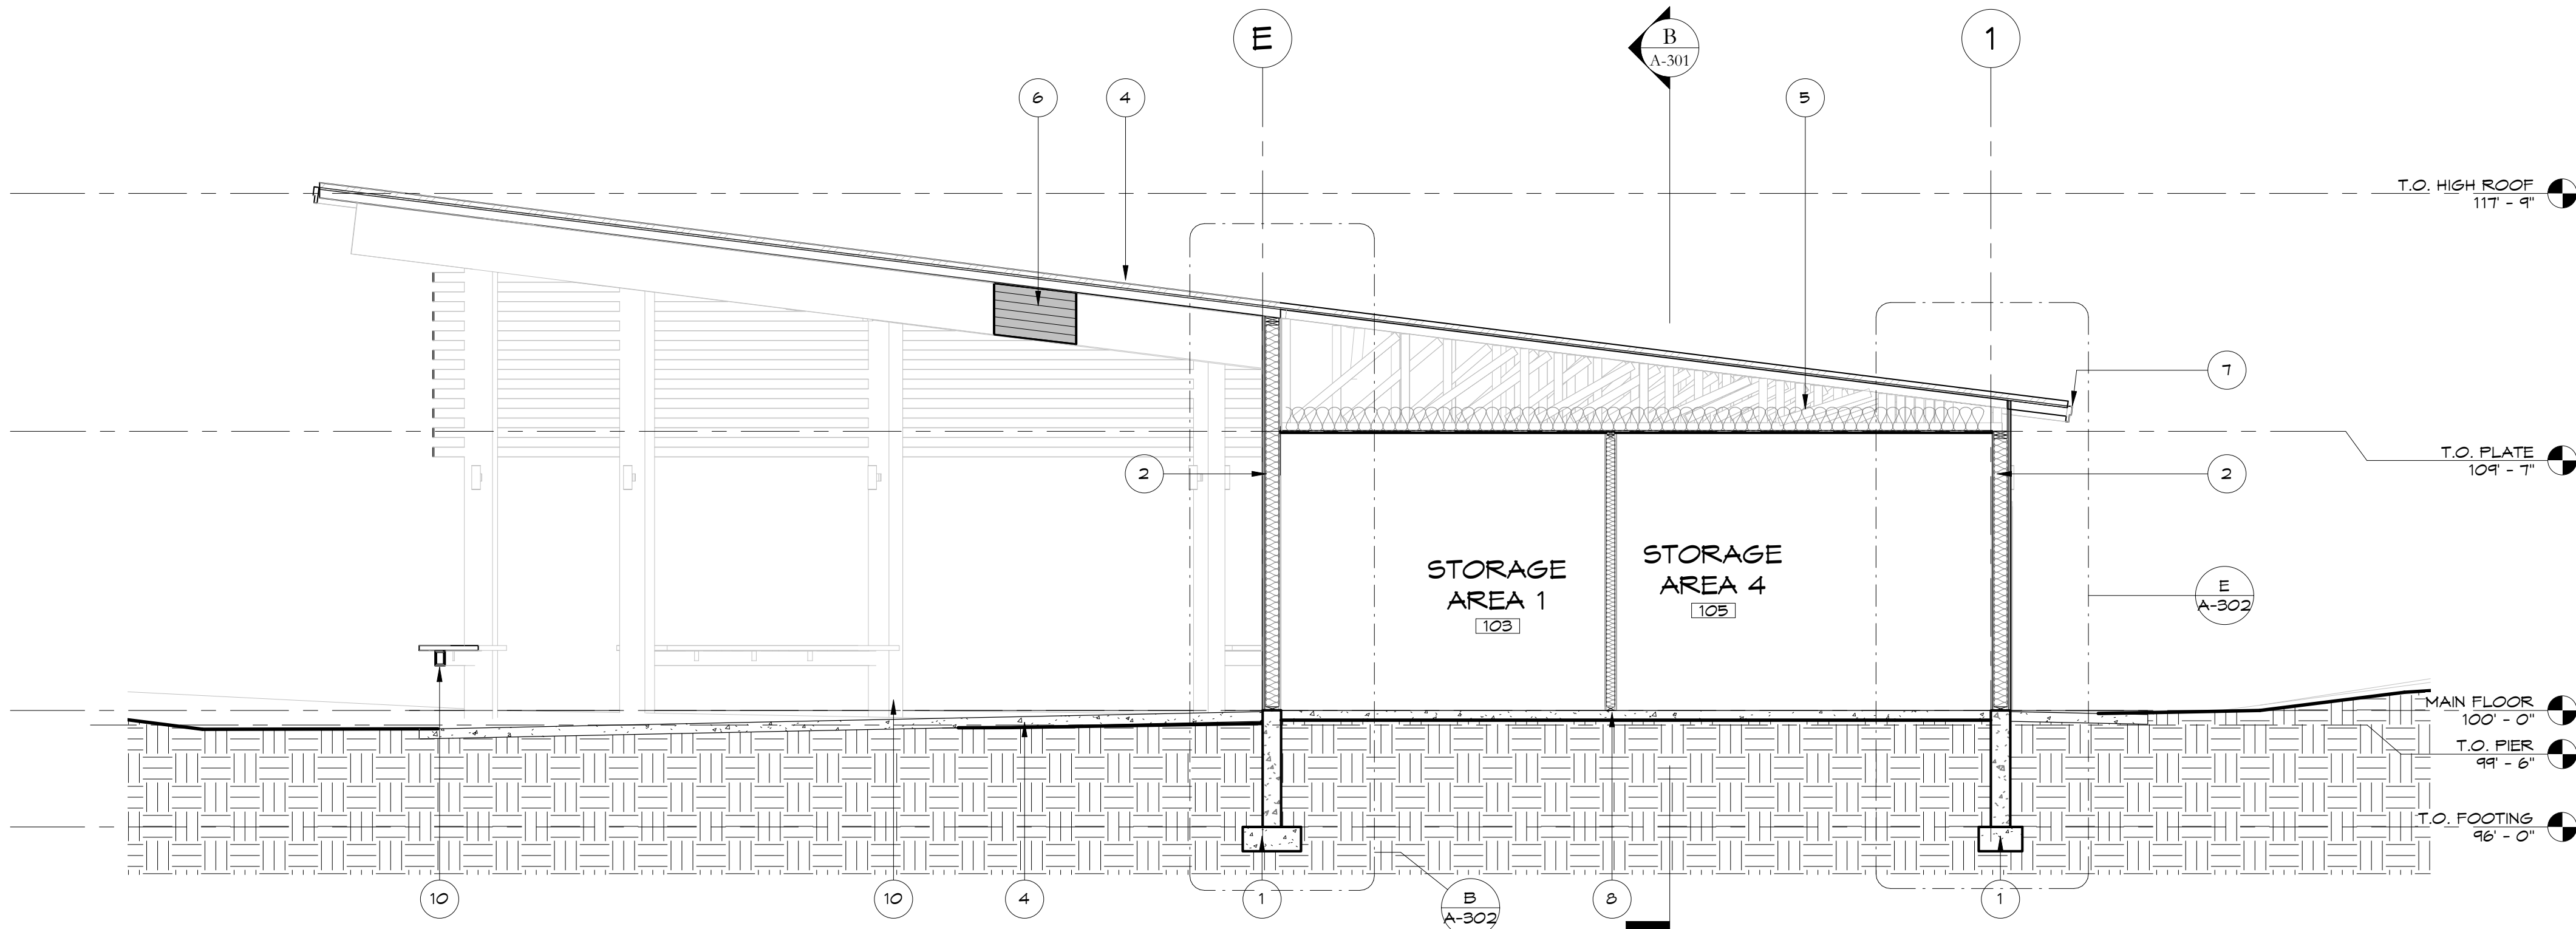 E
B
A-301
1
6
4
5
T.O. HIGH ROOF
117' - 9"
7
T.O. PLATE
109' - 7"
2
2
STORAGE
AREA 1
103
STORAGE
AREA 4
105
E
A-302
MAIN FLOOR
100' - 0"
T.O. PIER
99' - 6"
T.O. FOOTING
96' - 0"
10
10
4
1
B
A-302
8
1